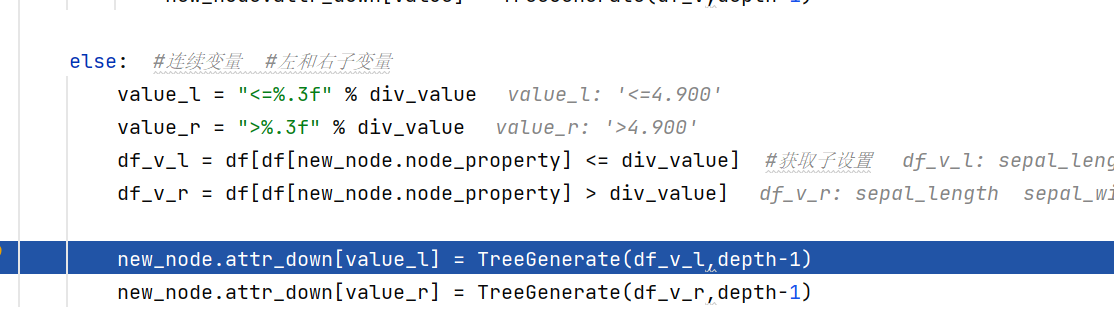 new_node.attr_down[value] = TreeGenerate(df_v,depth-1)
else:  #连续变量  #左和右子变量
value_l = "<=%.3f" % div_value   value_l: '<=4.900'
value_r = ">%.3f" % div_value   value_r: '>4.900'
df_v_l = df[df[new_node.node_property] <= div_value]  #获取子设置   df_v_l: sepal_leng
df_v_r = df[df[new_node.node_property] > div_value]   df_v_r: sepal_length  sepal_wi
new_node.attr_down[value_l] = TreeGenerate(df_v_l,depth-1)
new_node.attr_down[value_r] = TreeGenerate(df_v_r,depth-1)